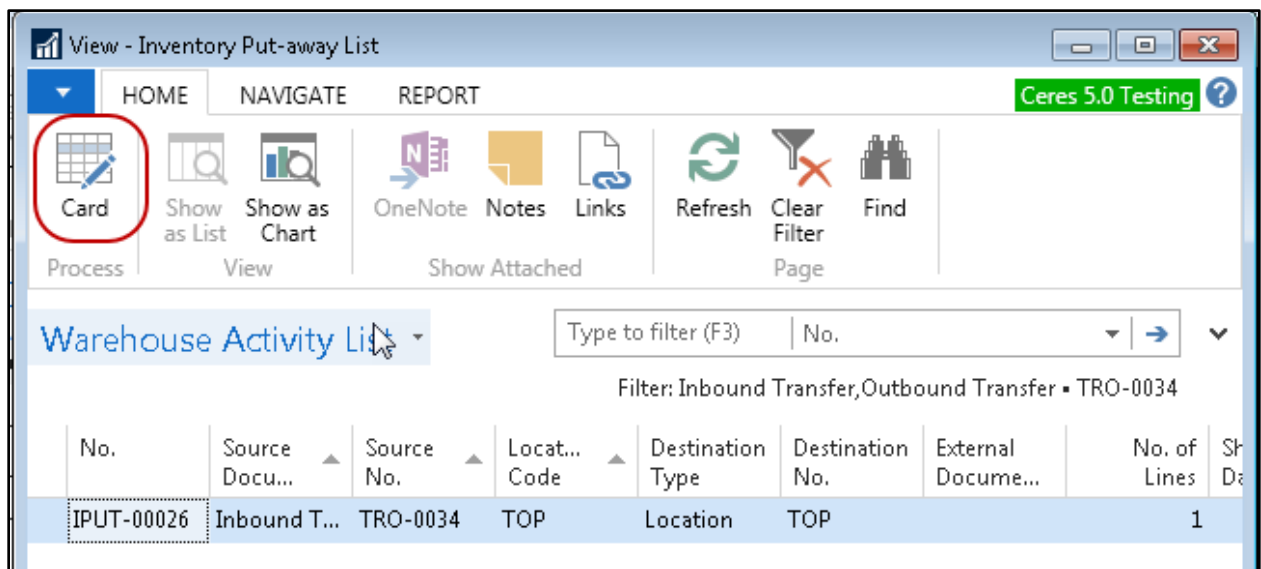 View - Inventory Put-away List
HOME NAVIGATE REPORT Ceres 5.0 Testing ?
Card Show as List Show as Chart OneNote Notes Links Refresh Clear Filter Find
Process View Show Attached Page
Warehouse Activity List Type to filter (F3) No.
Filter: Inbound Transfer,Outbound Transfer ▪ TRO-0034
No. Source Docu... Source No. Locat... Code Destination Type Destination No. External Docume... No. of Lines Sh Da
IPUT-00026 Inbound T... TRO-0034 TOP Location TOP 1